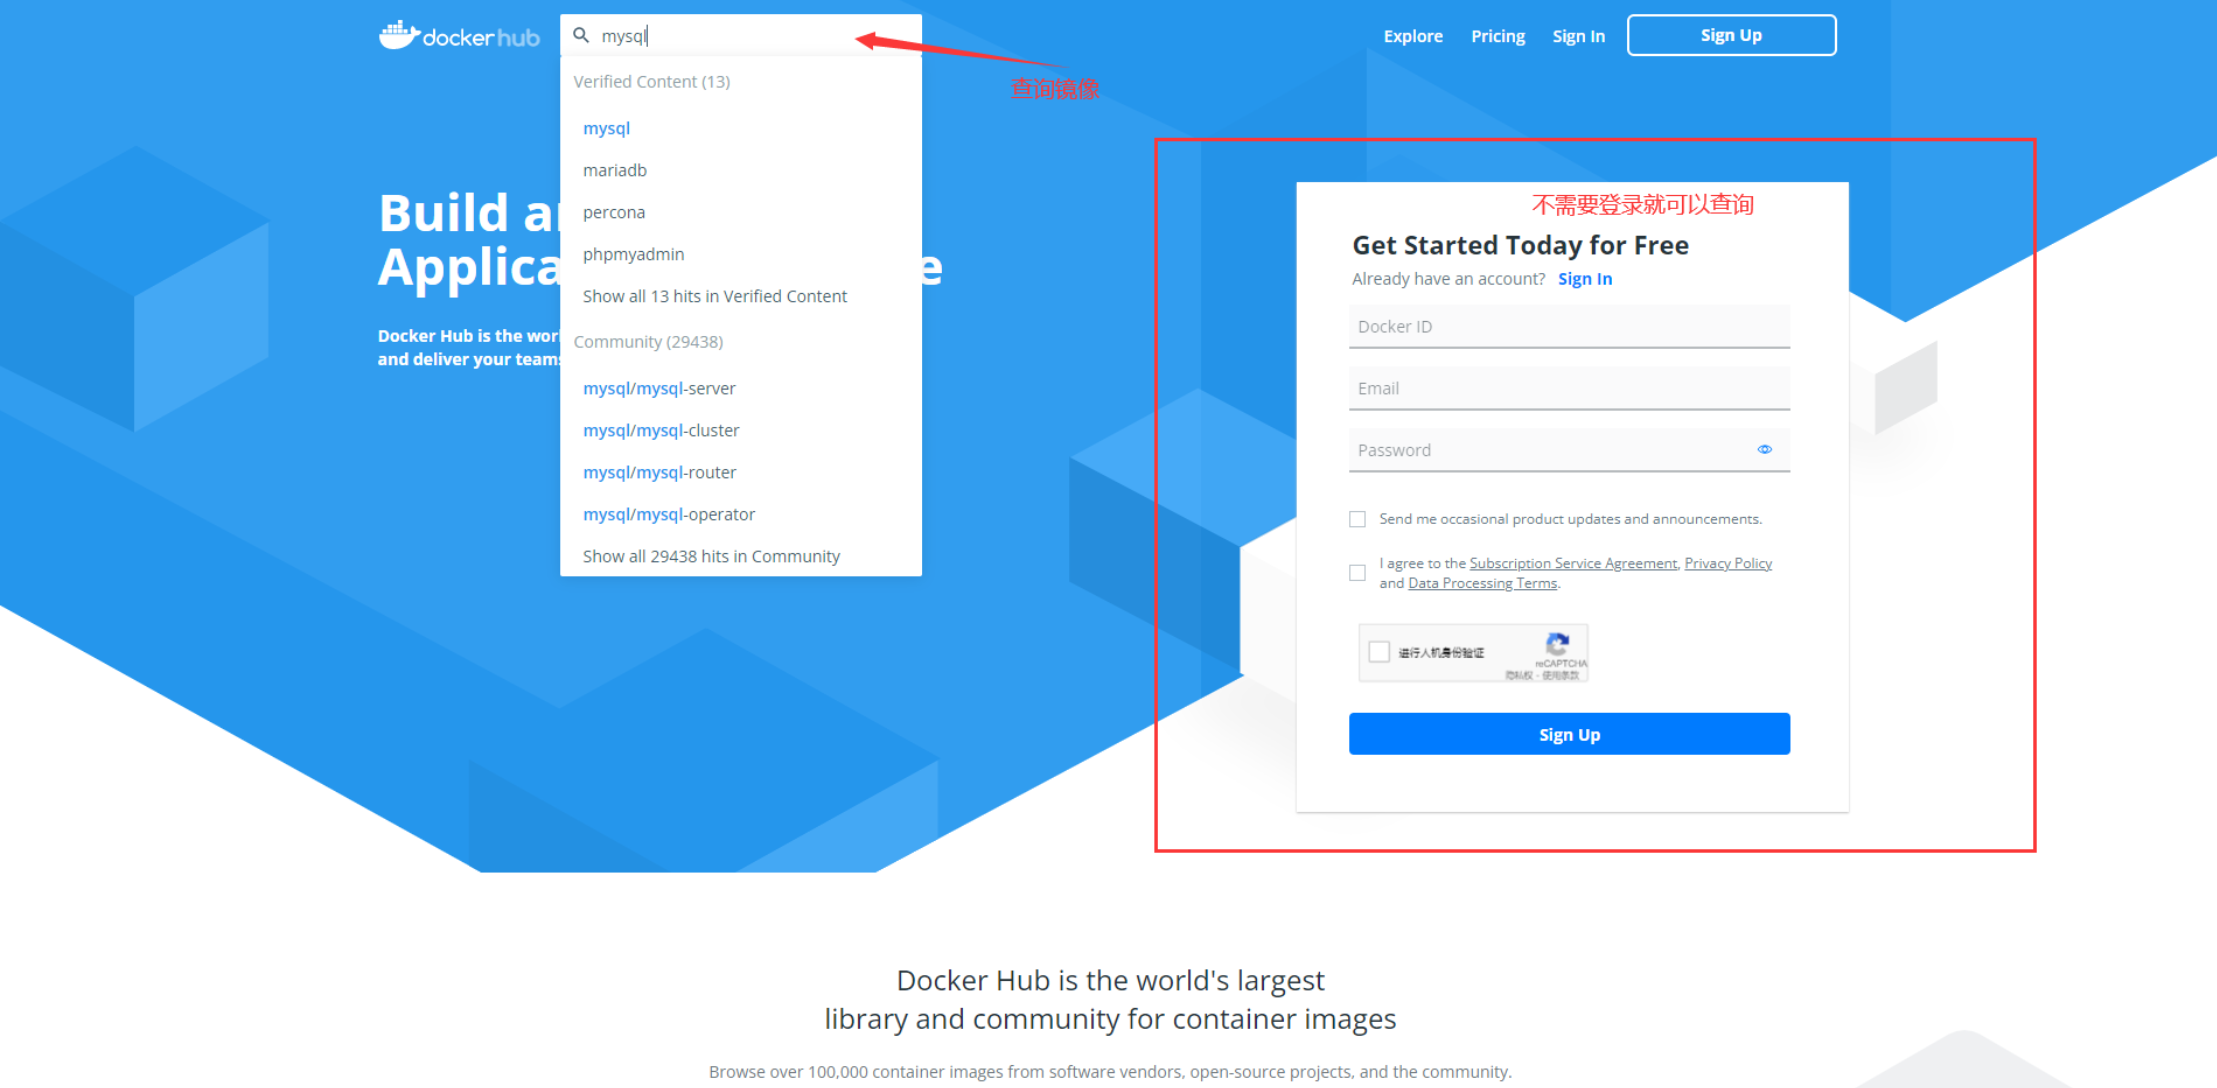 dockerhub
mysql
Explore
Pricing
Sign In
Sign Up
查询镜像
Verified Content (13)
mysql
mariadb
percona
phpmyadmin
Show all 13 hits in Verified Content
Community (29438)
mysql/mysql-server
mysql/mysql-cluster
mysql/mysql-router
mysql/mysql-operator
Show all 29438 hits in Community
Build a
Applica
e
Docker Hub is the wor
and deliver your team
不需要登录就可以查询
Get Started Today for Free
Already have an account? Sign In
Docker ID
Email
Password
Send me occasional product updates and announcements.
I agree to the Subscription Service Agreement, Privacy Policy
and Data Processing Terms.
进行人机身份验证
reCAPTCHA
隐私权 - 使用条款
Sign Up
Docker Hub is the world's largest
library and community for container images
Browse over 100,000 container images from software vendors, open-source projects, and the community.